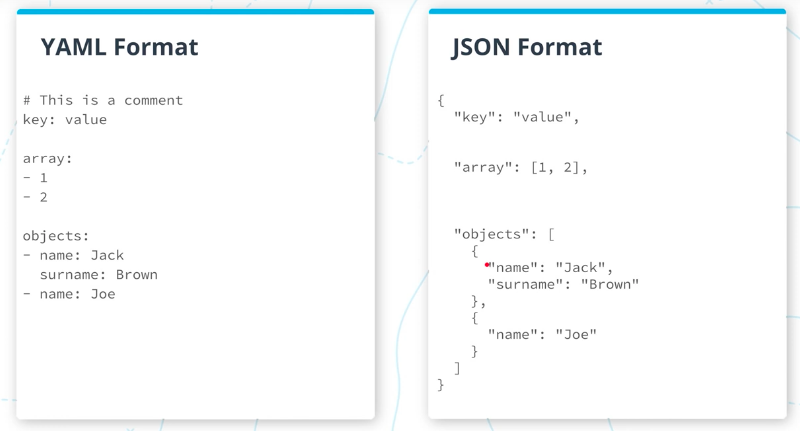 YAML Format
# This is a comment
key: value
array:
- 1
- 2
objects:
- name: Jack
  surname: Brown
- name: Joe
JSON Format
{
  "key": "value",
  "array": [1, 2],
  "objects": [
    {
      "name": "Jack",
      "surname": "Brown"
    },
    {
      "name": "Joe"
    }
  ]
}